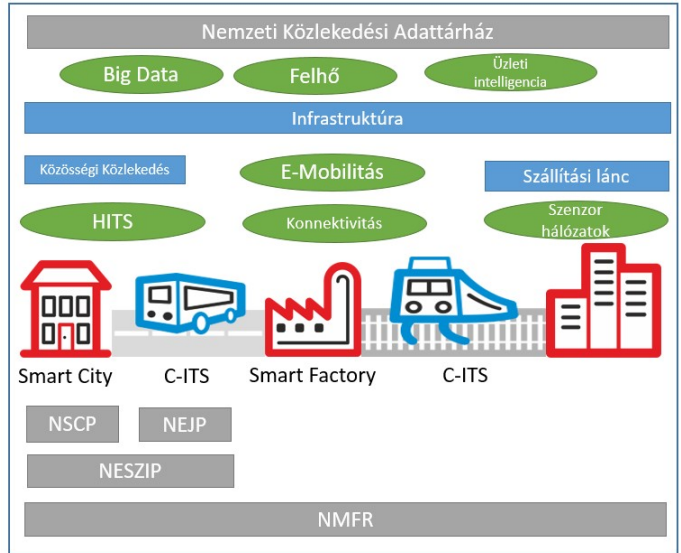 Nemzeti Közlekedési Adattárház
Big Data
Felhő
Üzleti
intelligencia
Infrastruktúra
Közösségi Közlekedés
E-Mobilitás
Szállítási lánc
HITS
Konnektivitás
Szenzor
hálózatok
Smart City
C-ITS
Smart Factory
C-ITS
NSCP
NEJP
NESZIP
NMFR